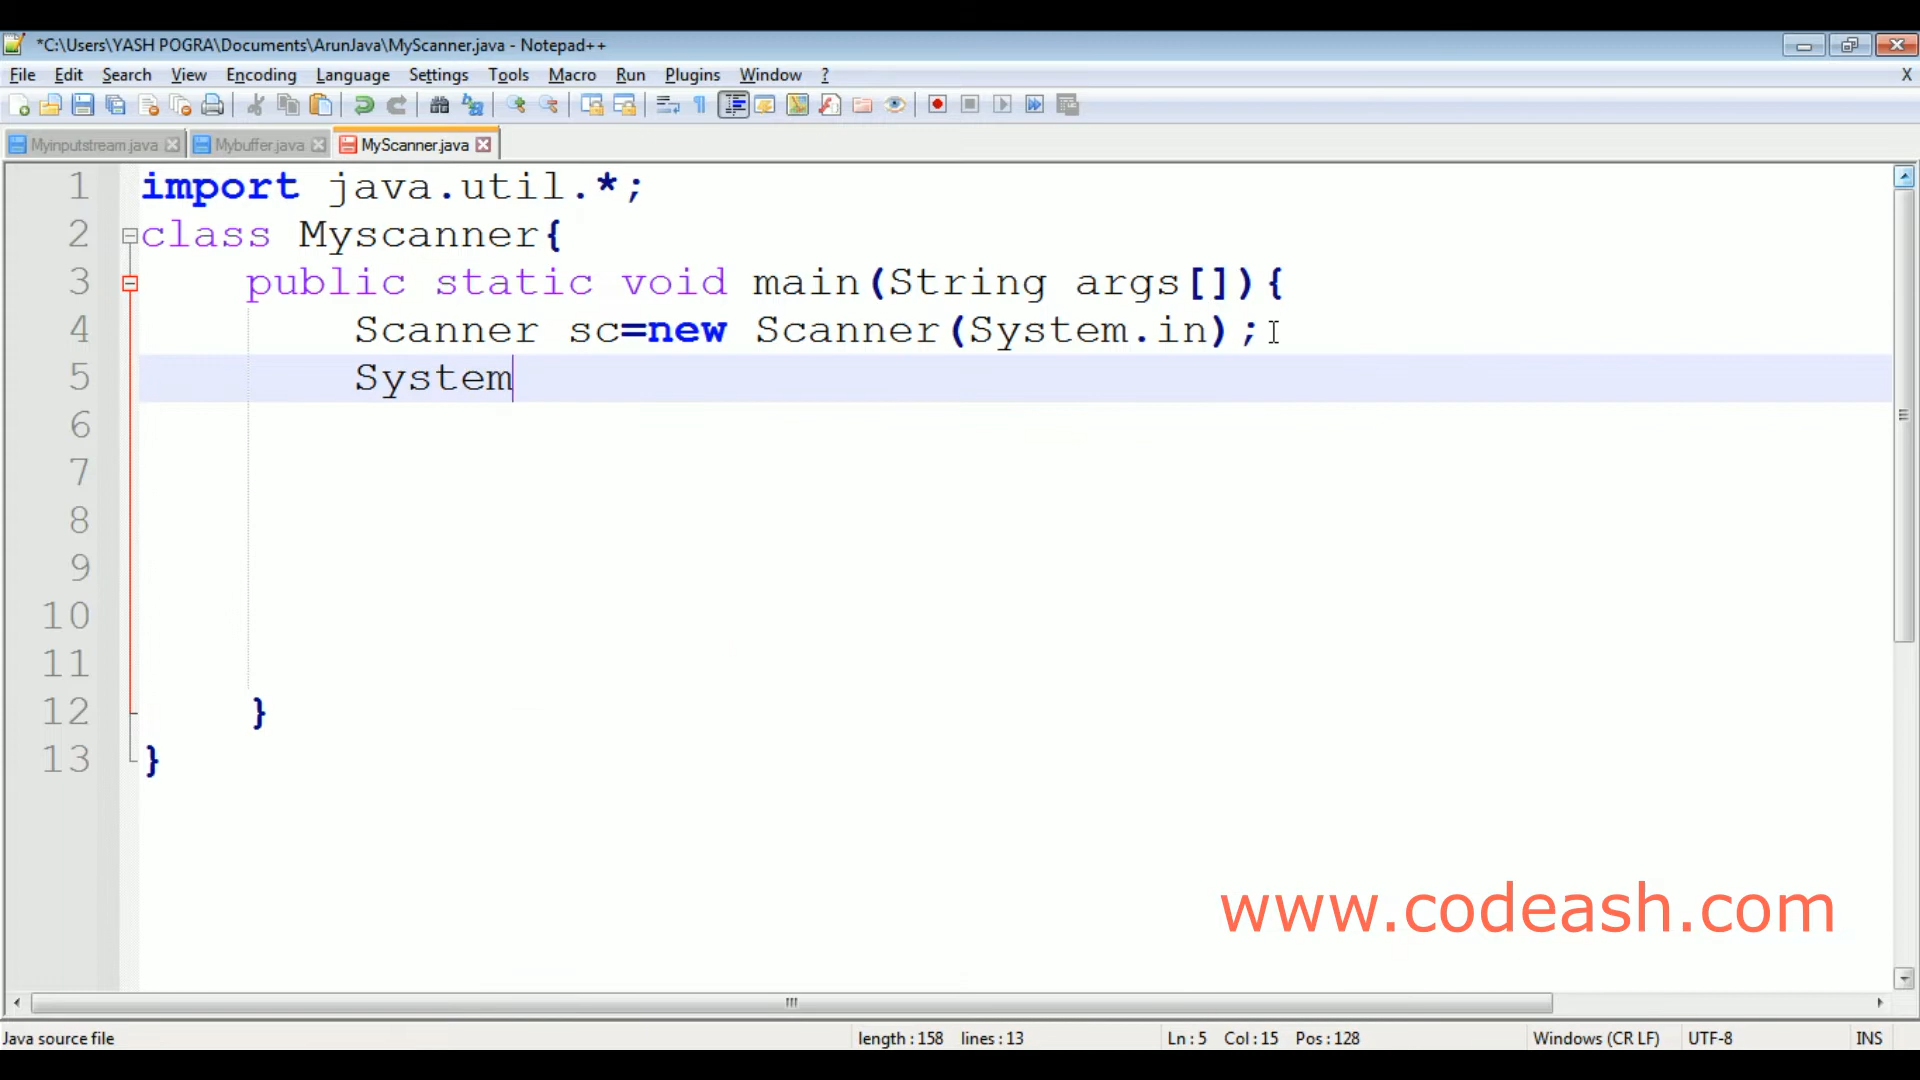 *C:\Users\YASH POGRA\Documents\ArunJava\MyScanner.java - Notepad++
File Edit Search View Encoding Language Settings Tools Macro Run Plugins Window ? X
Myinputstream.java Mybuffer.java MyScanner.java
1 import java.util.*;
2 class Myscanner{
3 public static void main(String args[]){
4 Scanner sc=new Scanner(System.in);
5 System
6
7
8
9
10
11
12 }
13 }
www.codeash.com
Java source file length : 158 lines : 13 Ln : 5 Col : 15 Pos : 128 Windows (CR LF) UTF-8 INS